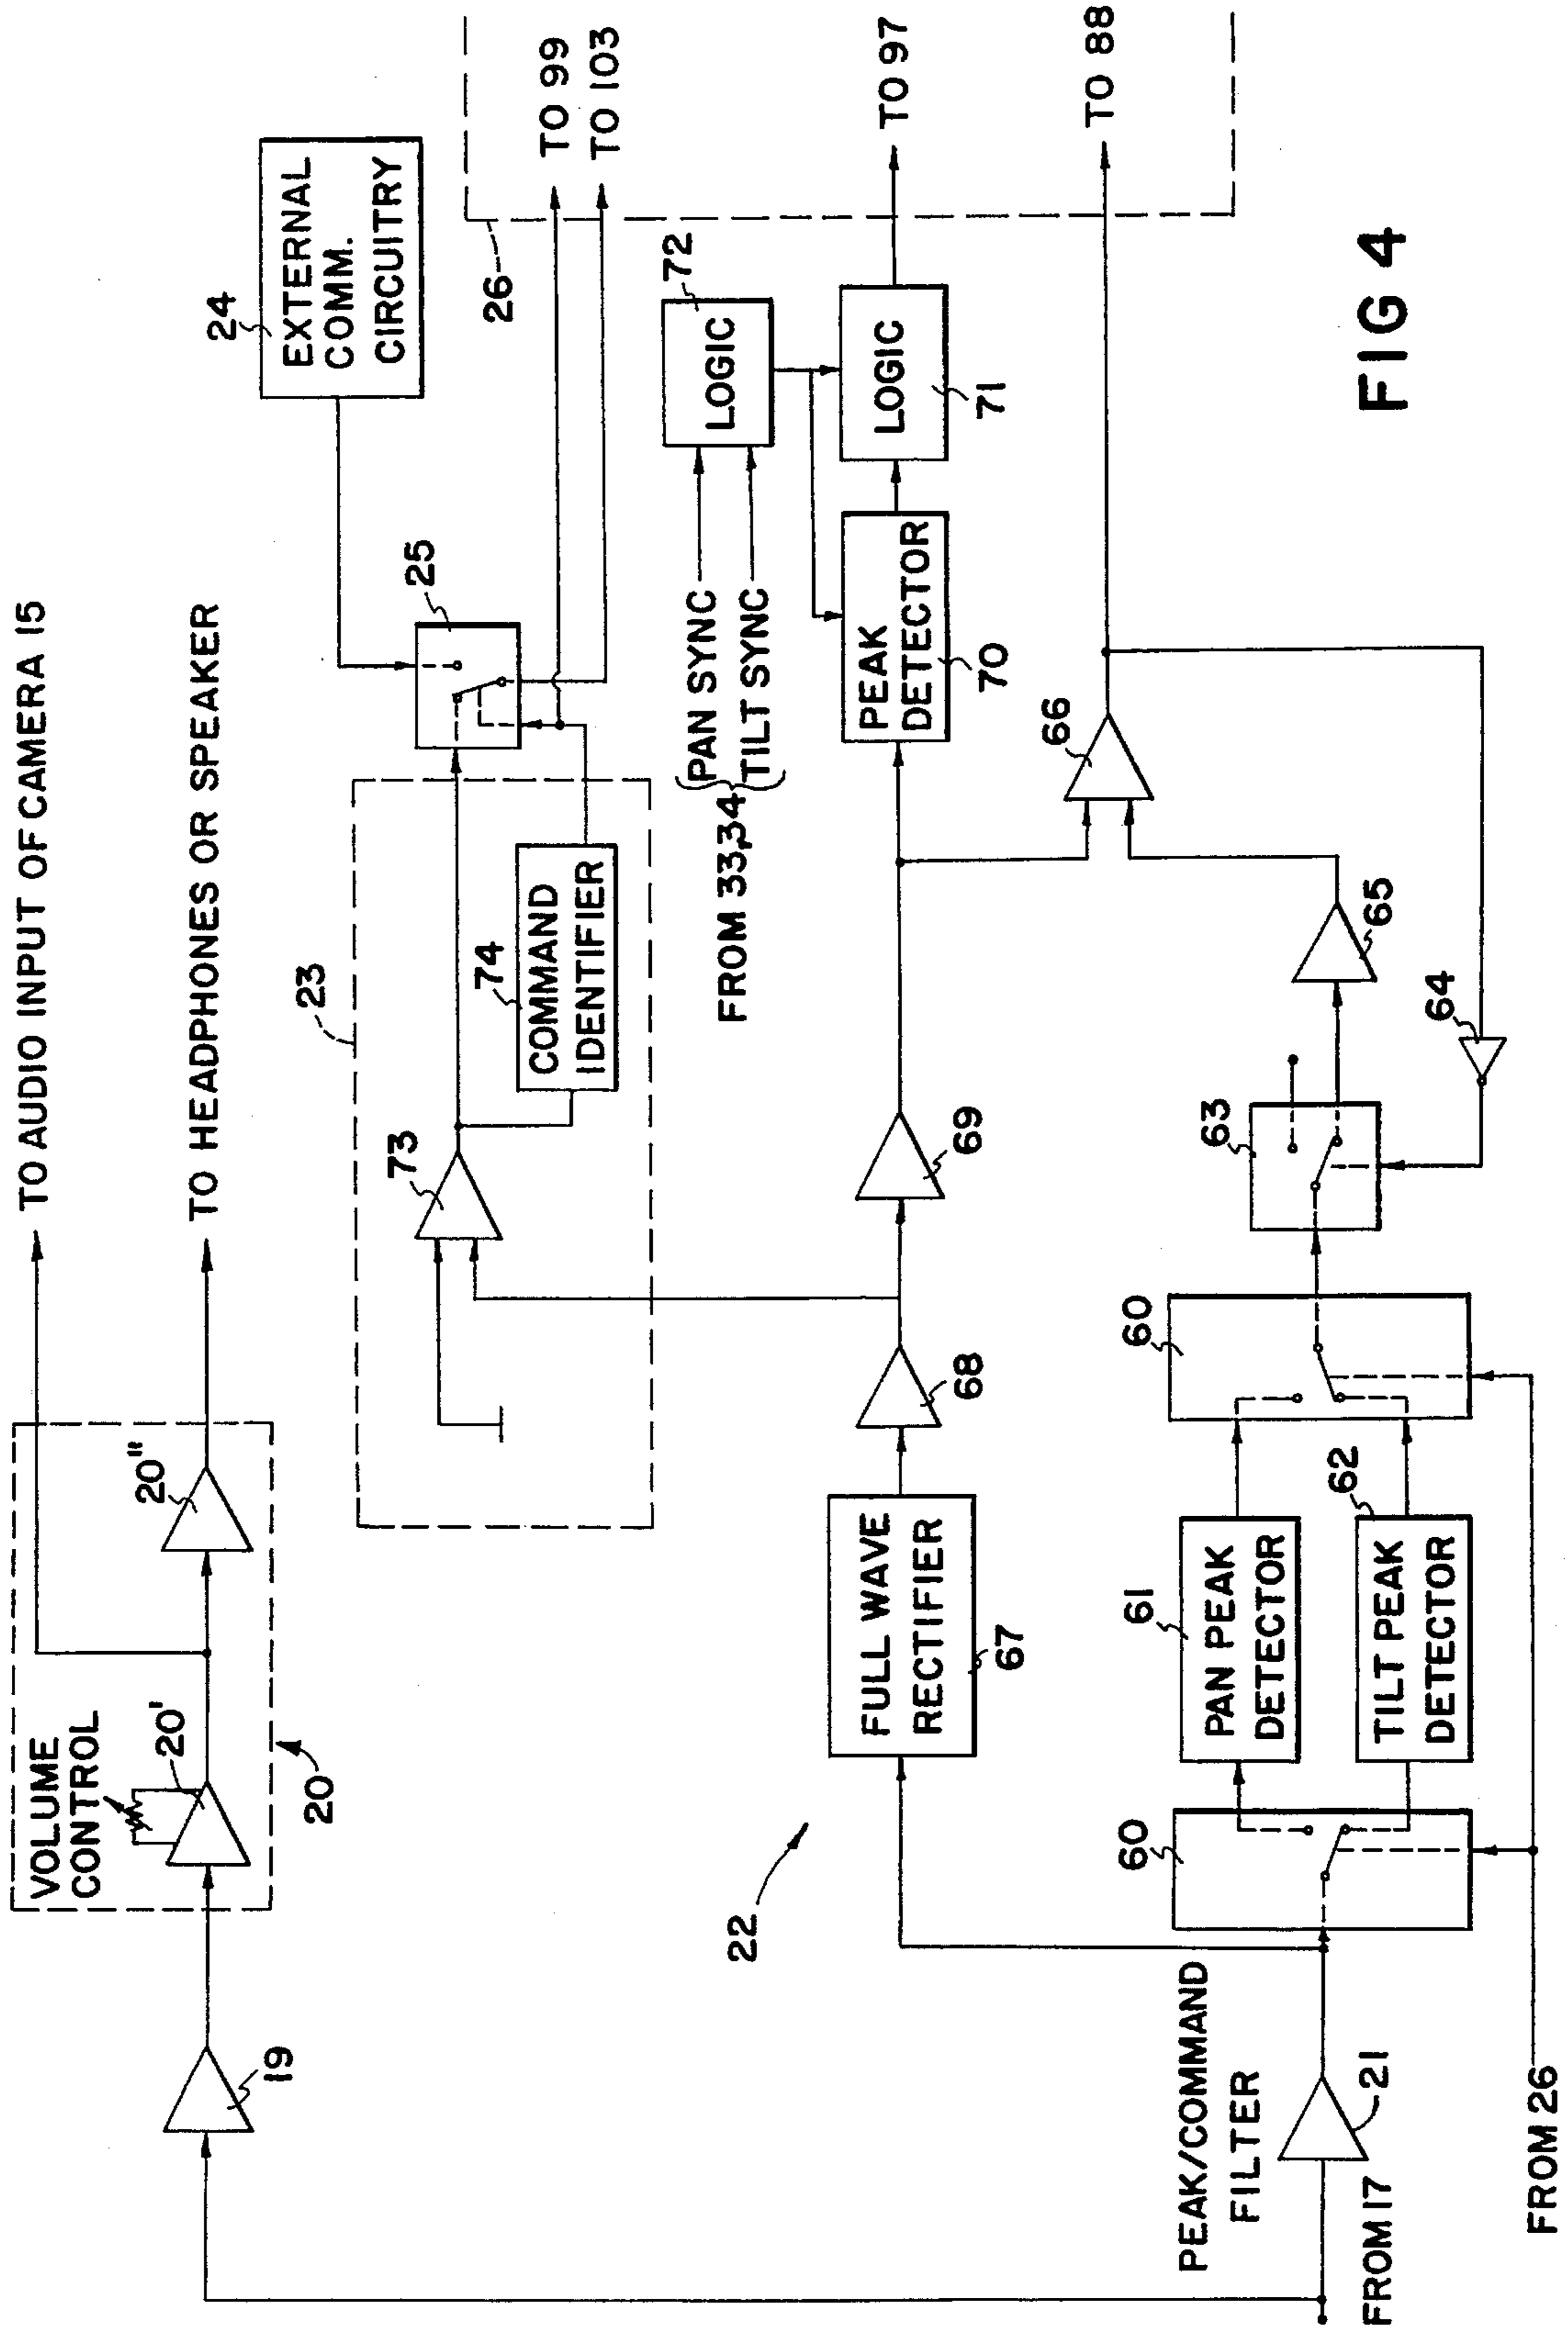 TO AUDIO INPUT OF CAMERA 15
TO HEADPHONES OR SPEAKER
VOLUME
CONTROL
20'
20"
20
19
24
EXTERNAL
COMM.
CIRCUITRY
25
TO 99
TO 103
26
23
73
74
COMMAND
IDENTIFIER
72
LOGIC
PAN SYNC
TILT SYNC
FROM 33,34
LOGIC
71
TO 97
PEAK
DETECTOR
70
TO 88
66
69
68
FULL WAVE
RECTIFIER
67
22
65
64
63
60
61
PAN PEAK
DETECTOR
62
TILT PEAK
DETECTOR
60
PEAK/COMMAND
FILTER
21
FROM 17
FROM 26
FIG 4